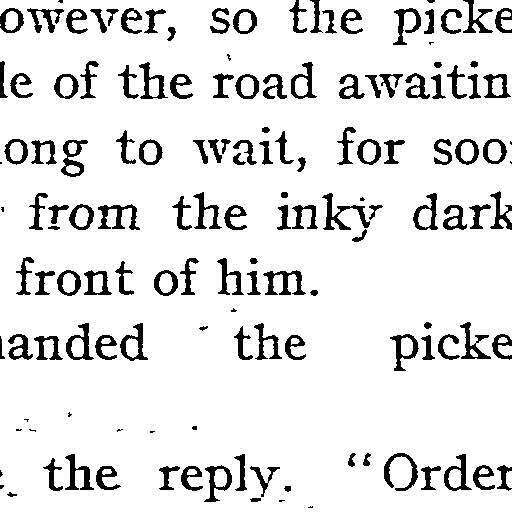 owever, so the picke
le of the road awaitin
ong to wait, for soo
from the inky dark
front of him.
anded the picke
the reply. "Order